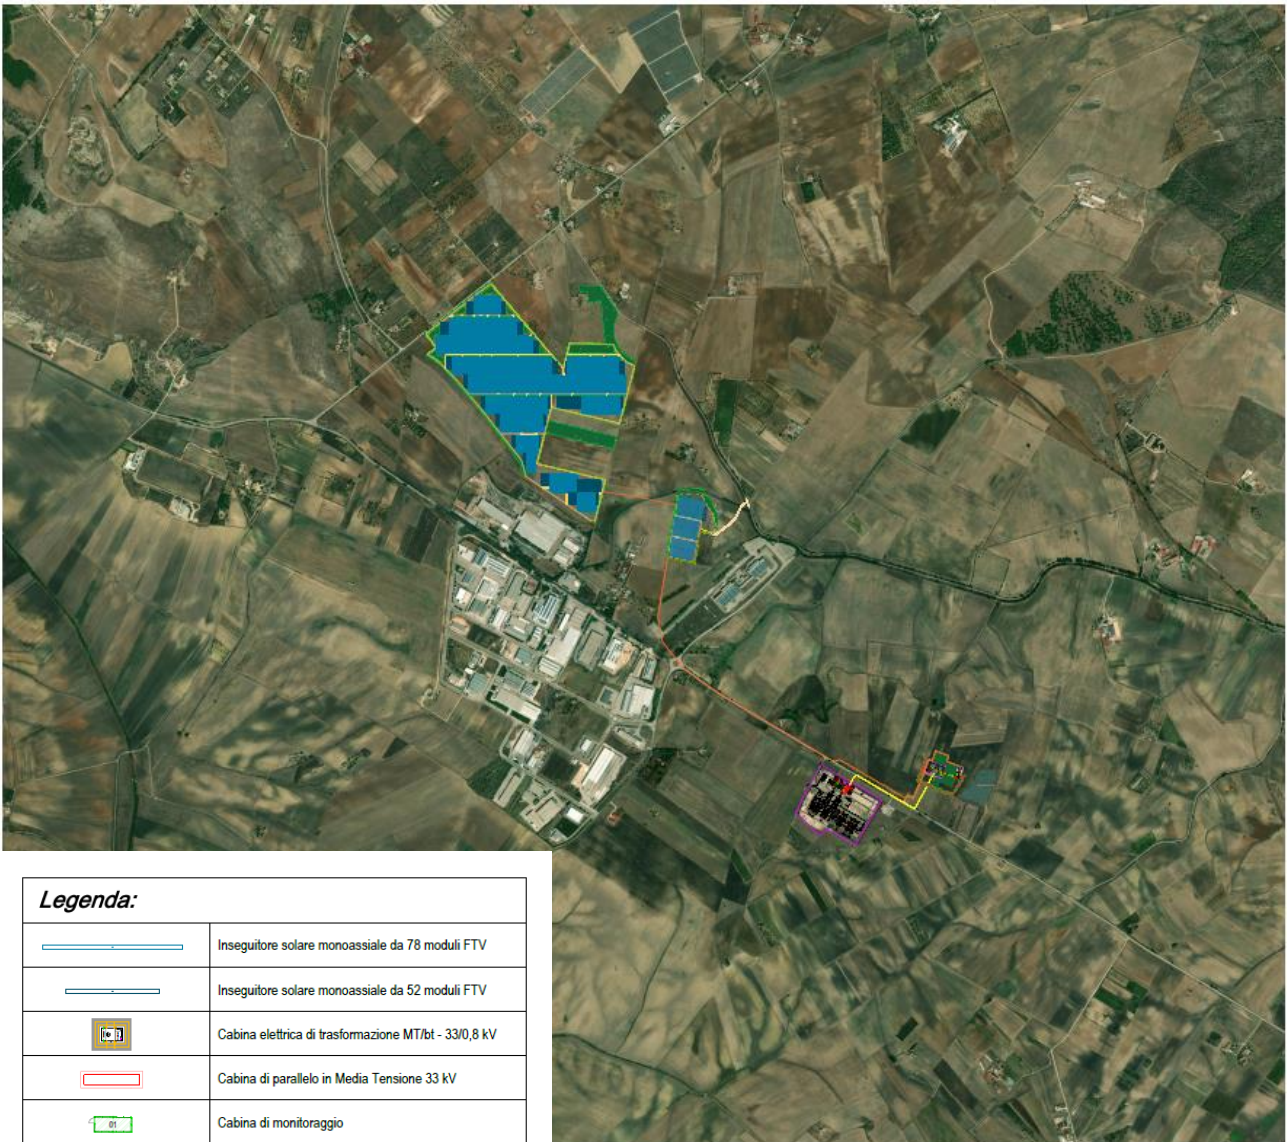 Legenda:
Inseguitore solare monoassiale da 78 moduli FTV
Inseguitore solare monoassiale da 52 moduli FTV
Cabina elettrica di trasformazione MT/bt - 33/0,8 kV
Cabina di parallelo in Media Tensione 33 kV
01
Cabina di monitoraggio